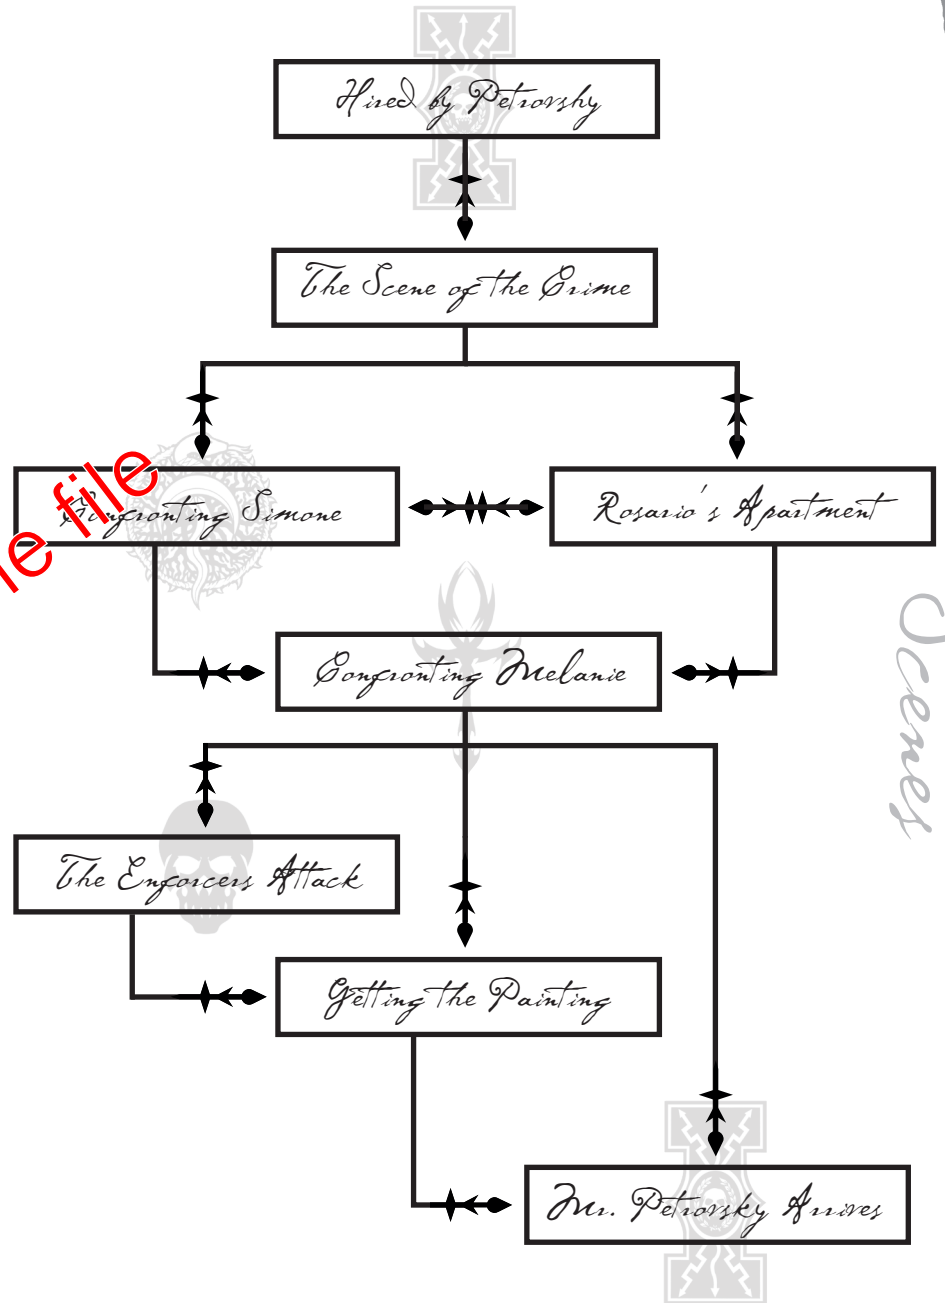 Hired by Petrovsky
The Scene of the Crime
Confronting Simone
Rosario's Apartment
Confronting Melanie
The Enforcers Attack
Getting the Painting
Mr. Petrovsky Arrives
Scenes
file